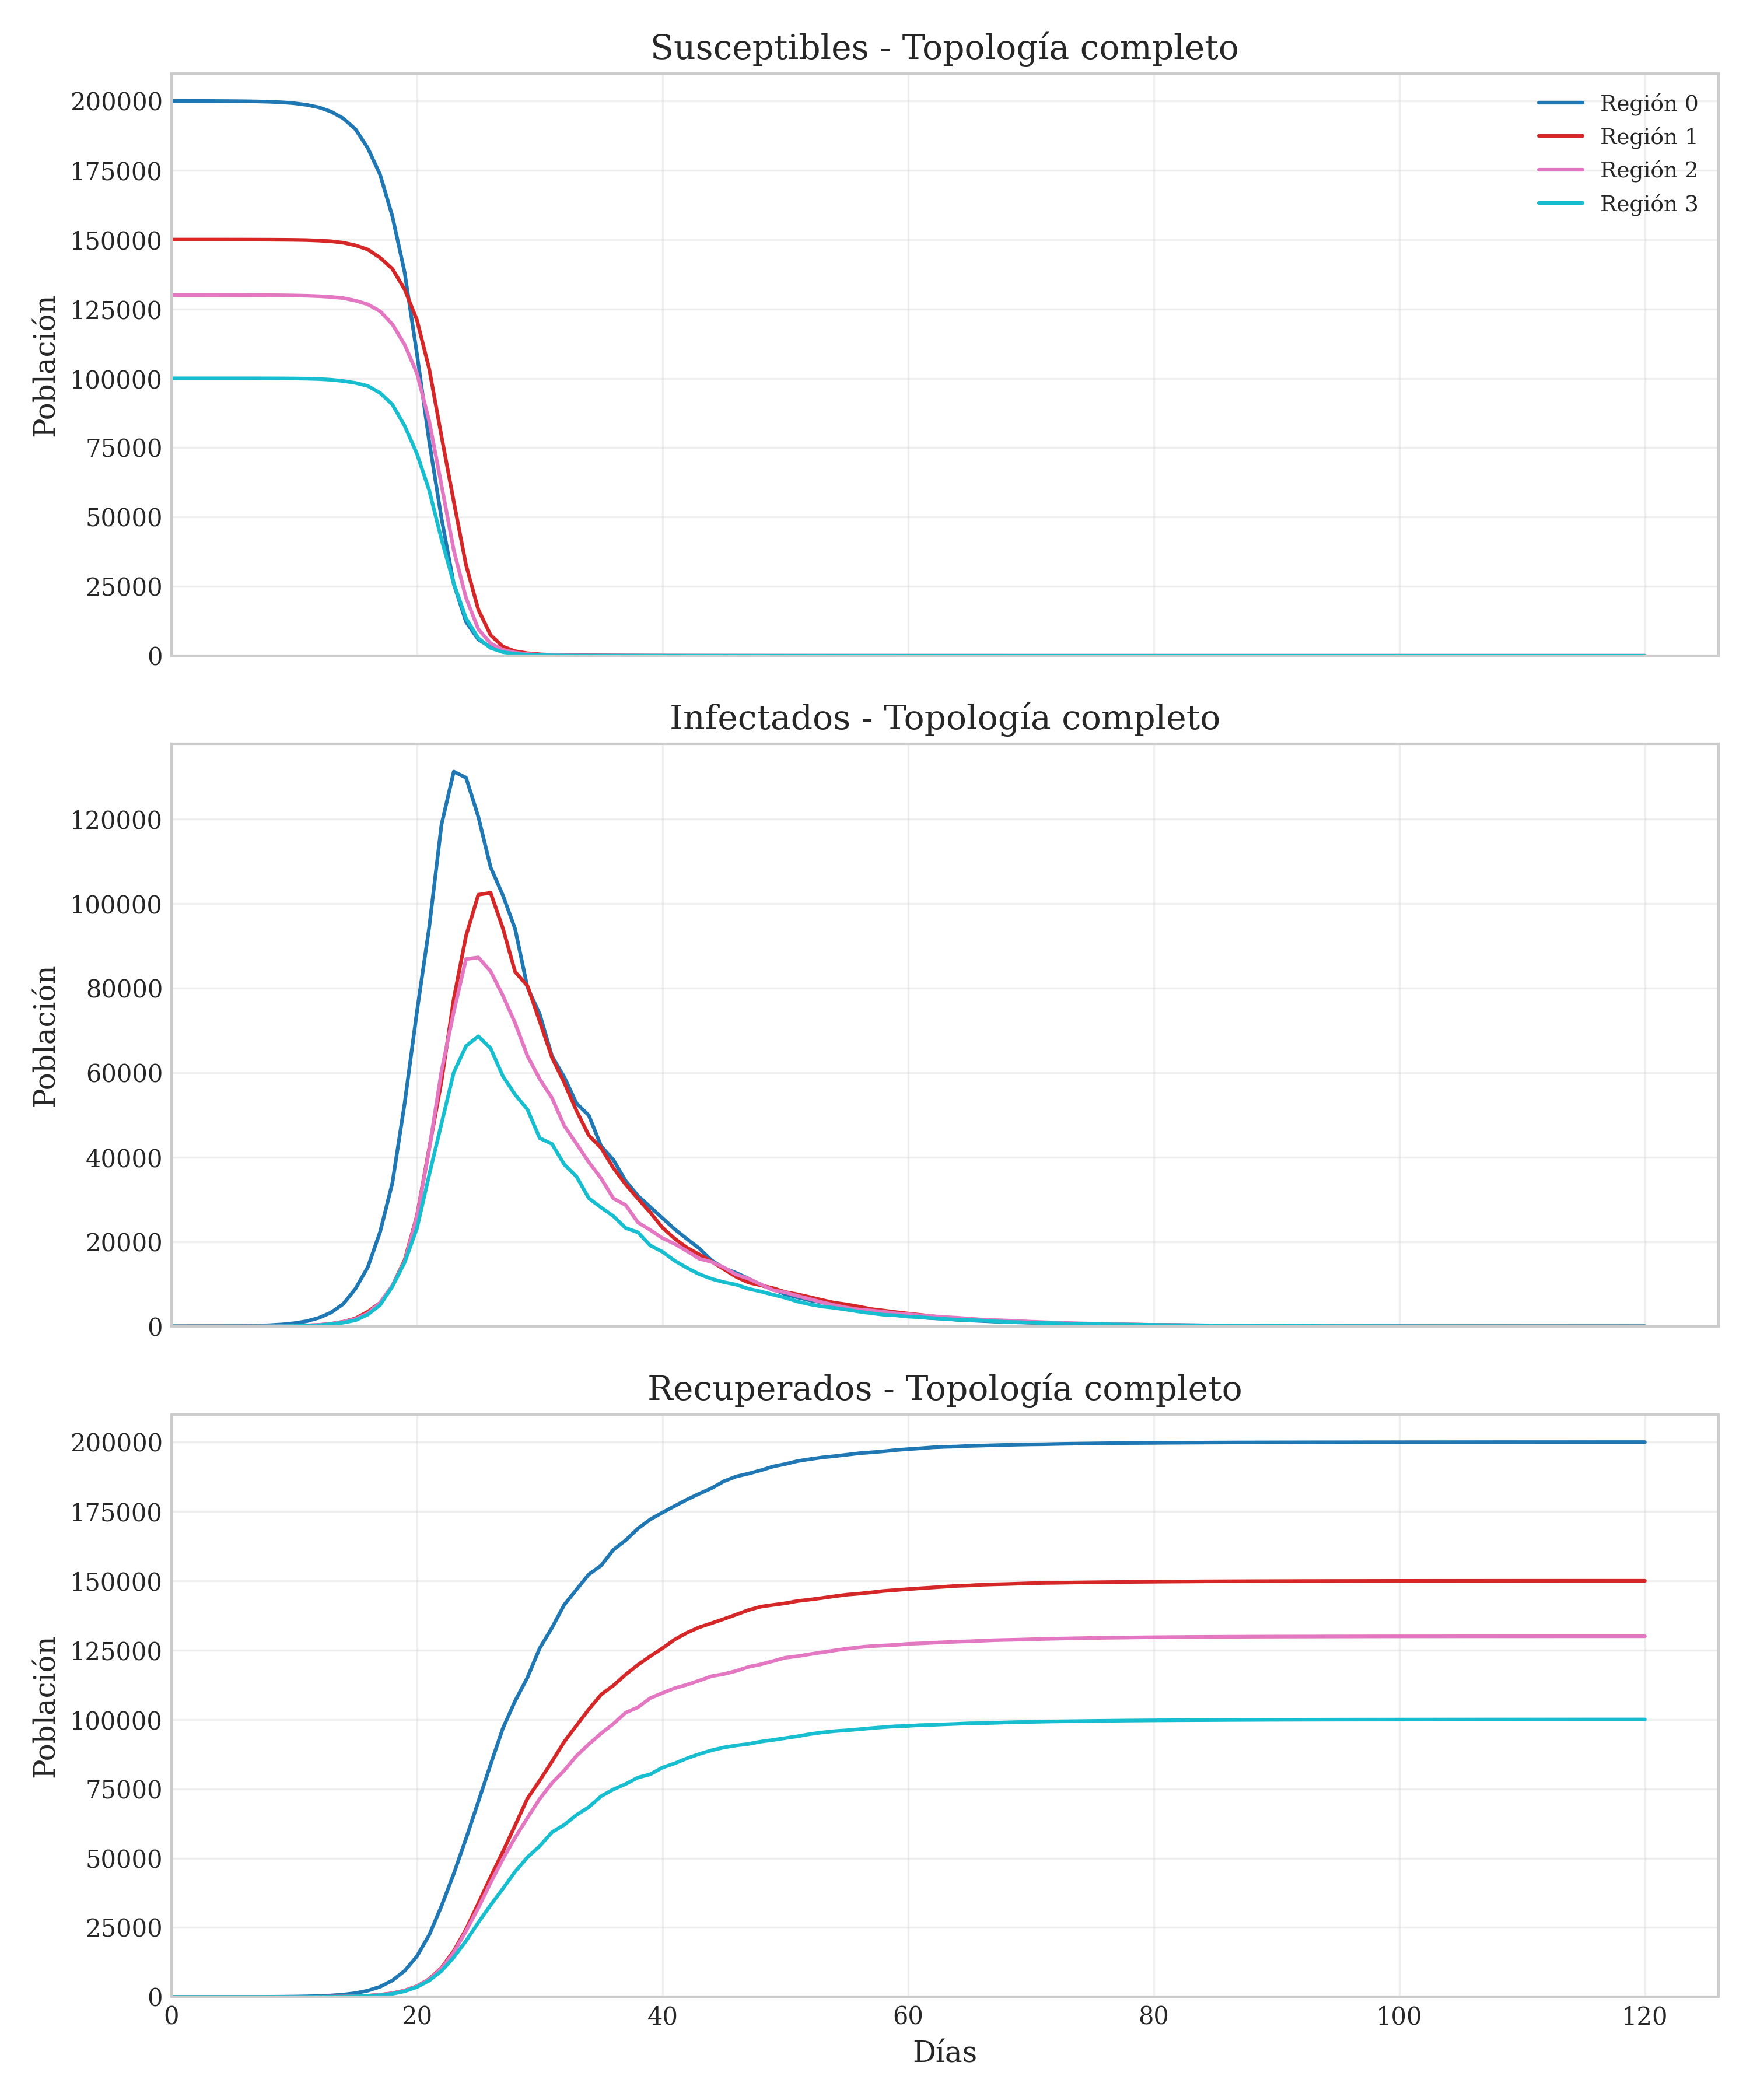 Susceptibles - Topología completo
200000
175000
150000
125000
100000
75000
50000
25000
0
Población
Región 0
Región 1
Región 2
Región 3
Infectados - Topología completo
120000
100000
80000
60000
40000
20000
0
Población
Recuperados - Topología completo
200000
175000
150000
125000
100000
75000
50000
25000
0
Población
0 20 40 60 80 100 120
Días